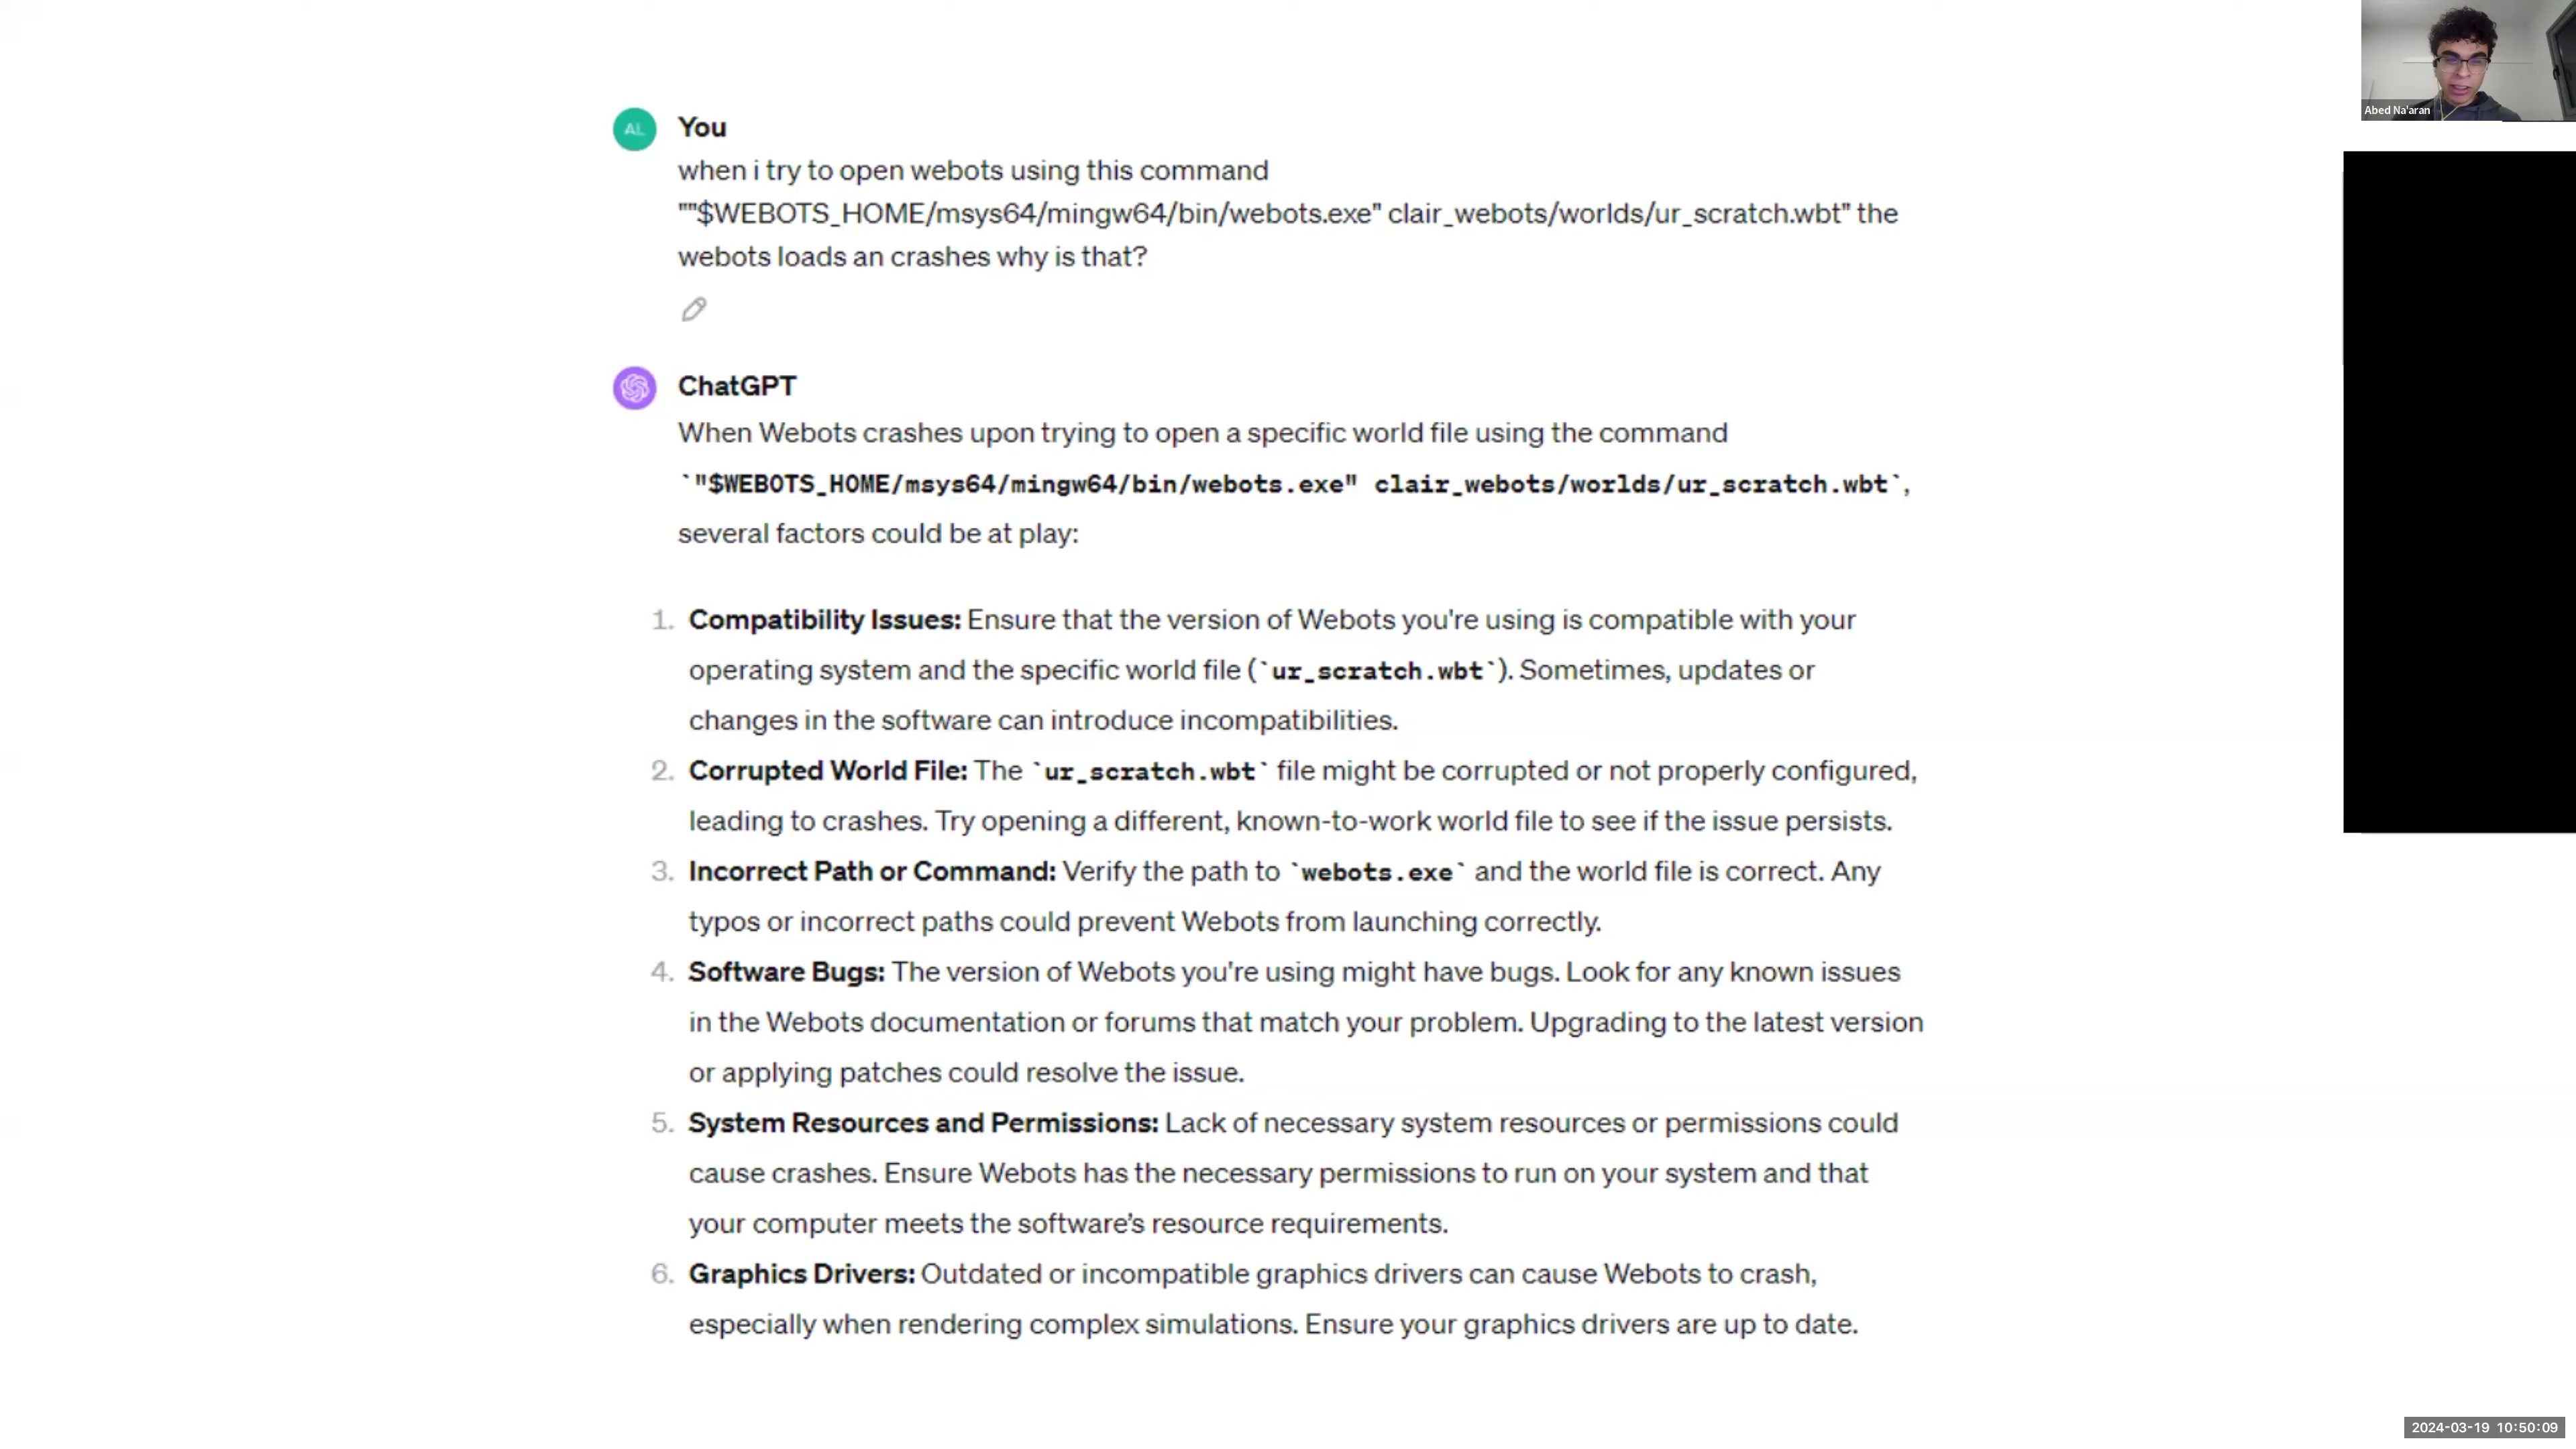 Abed Na'aran
AL
You
when i try to open webots using this command
""$WEBOTS_HOME/msys64/mingw64/bin/webots.exe" clair_webots/worlds/ur_scratch.wbt" the
webots loads an crashes why is that?
ChatGPT
When Webots crashes upon trying to open a specific world file using the command
`"$WEBOTS_HOME/msys64/mingw64/bin/webots.exe" clair_webots/worlds/ur_scratch.wbt`,
several factors could be at play:
1. Compatibility Issues: Ensure that the version of Webots you're using is compatible with your
operating system and the specific world file (`ur_scratch.wbt`). Sometimes, updates or
changes in the software can introduce incompatibilities.
2. Corrupted World File: The `ur_scratch.wbt` file might be corrupted or not properly configured,
leading to crashes. Try opening a different, known-to-work world file to see if the issue persists.
3. Incorrect Path or Command: Verify the path to `webots.exe` and the world file is correct. Any
typos or incorrect paths could prevent Webots from launching correctly.
4. Software Bugs: The version of Webots you're using might have bugs. Look for any known issues
in the Webots documentation or forums that match your problem. Upgrading to the latest version
or applying patches could resolve the issue.
5. System Resources and Permissions: Lack of necessary system resources or permissions could
cause crashes. Ensure Webots has the necessary permissions to run on your system and that
your computer meets the software’s resource requirements.
6. Graphics Drivers: Outdated or incompatible graphics drivers can cause Webots to crash,
especially when rendering complex simulations. Ensure your graphics drivers are up to date.
2024-03-19 10:50:09